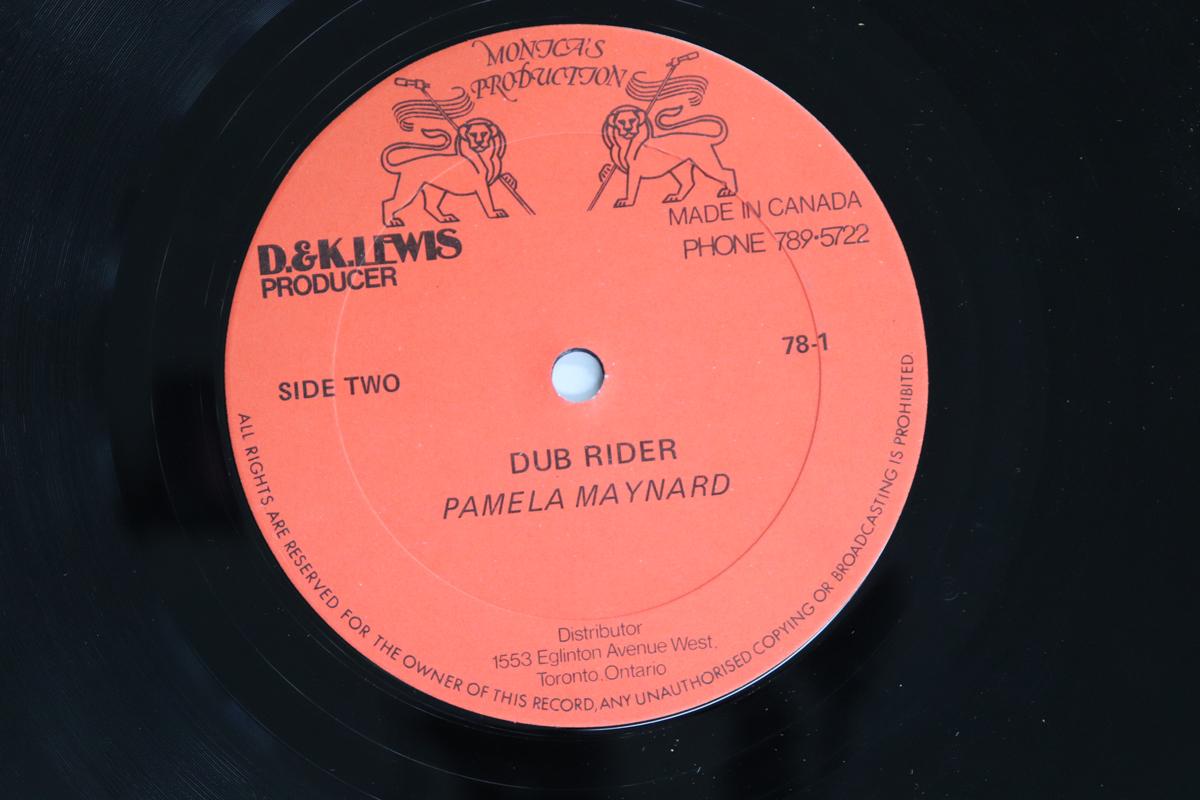 MONICA'S
PRODUCTION
MADE IN CANADA
PHONE 789•5722
D.&K.LEWIS
PRODUCER
78-1
SIDE TWO
DUB RIDER
PAMELA MAYNARD
Distributor
1553 Eglinton Avenue West,
Toronto, Ontario
ALL RIGHTS ARE RESERVED FOR THE OWNER OF THIS RECORD, ANY UNAUTHORISED COPYING OR BROADCASTING IS PROHIBITED.